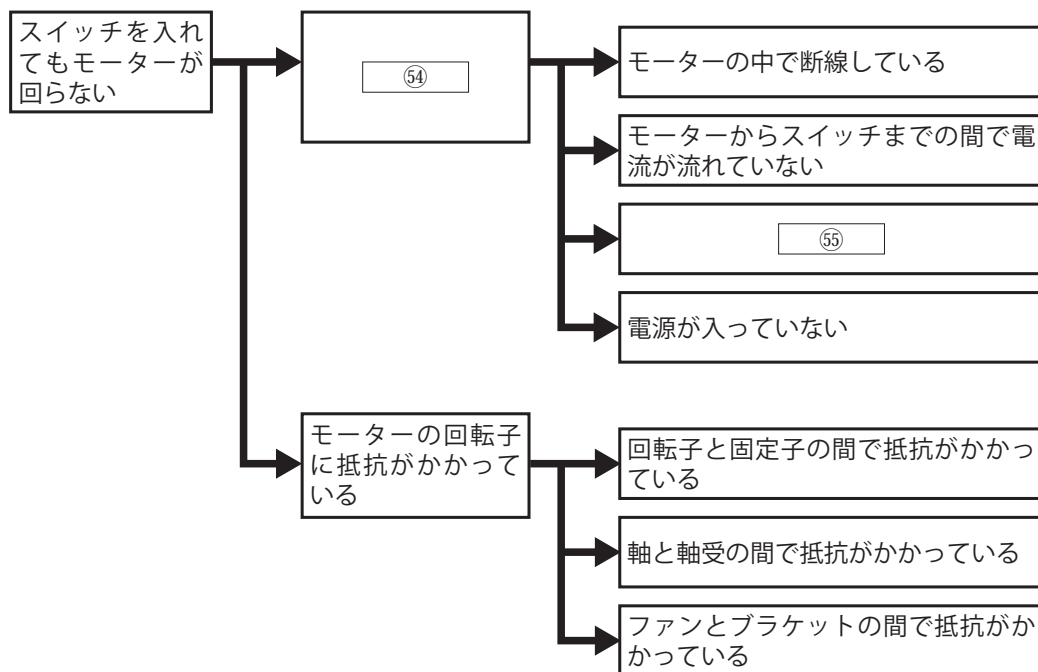 スイッチを入れ
てもモーターが
回らない
㊴
モーターの中で断線している
モーターからスイッチまでの間で電
流が流れていない
㊵
電源が入っていない
モーターの回転子
に抵抗がかかって
いる
回転子と固定子の間で抵抗がかかっ
ている
軸と軸受の間で抵抗がかかっている
ファンとブラケットの間で抵抗がか
かっている